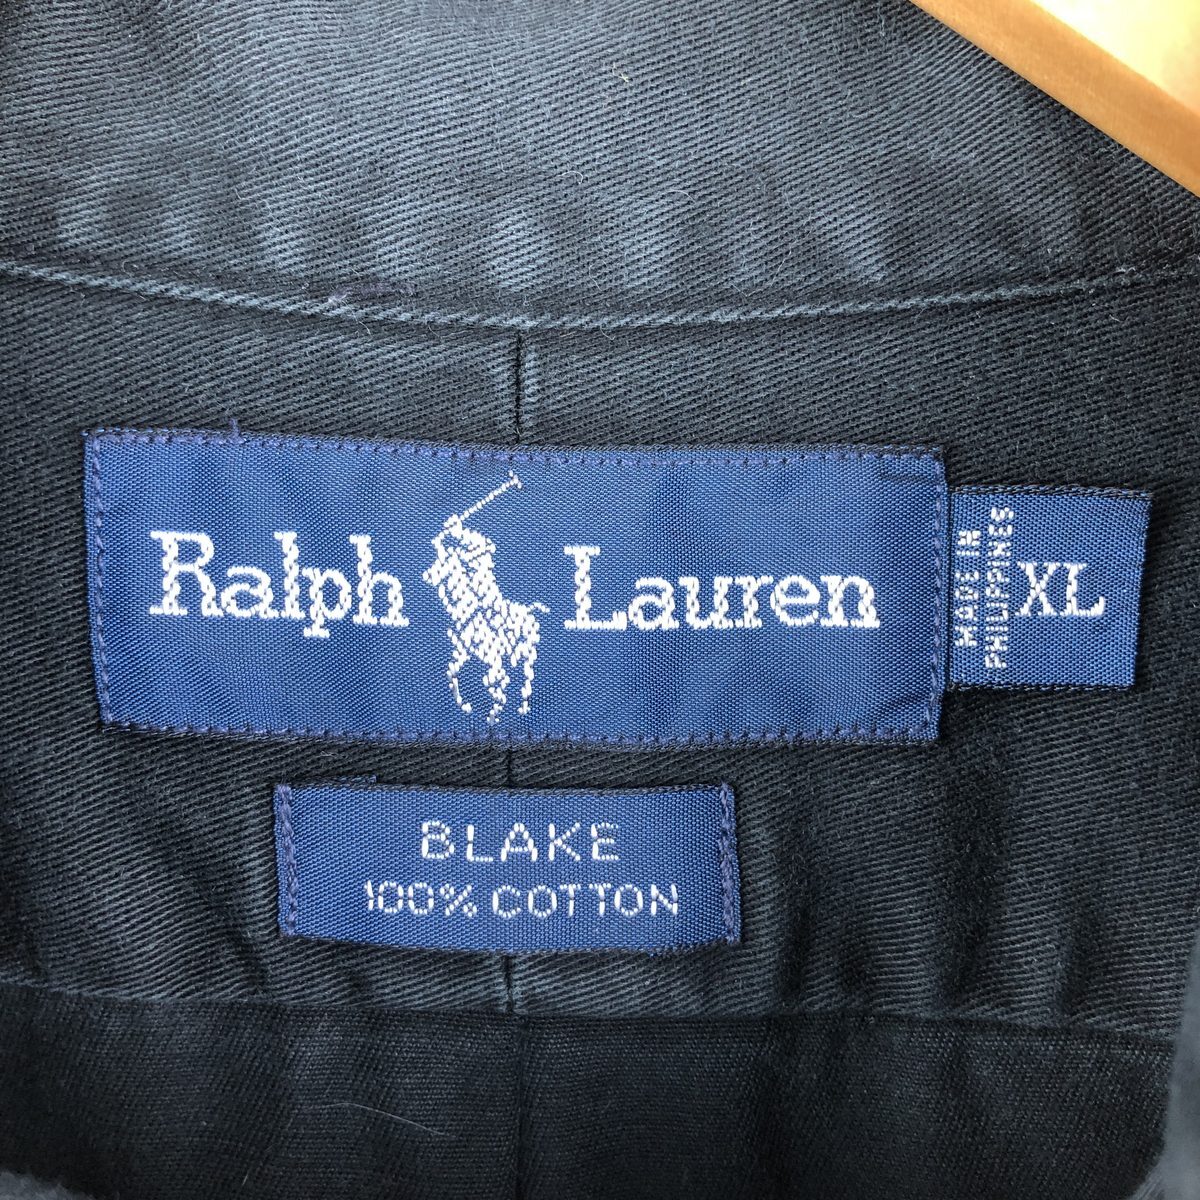 Ralph Lauren
MADE IN
PHILIPPINES
XL
BLAKE
100% COTTON